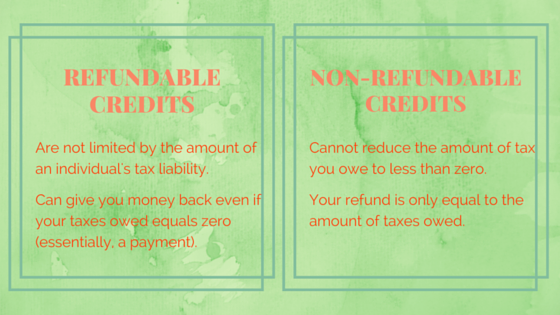 REFUNDABLE
CREDITS
Are not limited by the amount of
an individual's tax liability.
Can give you money back even if
your taxes owed equals zero
(essentially, a payment).
NON-REFUNDABLE
CREDITS
Cannot reduce the amount of tax
you owe to less than zero.
Your refund is only equal to the
amount of taxes owed.